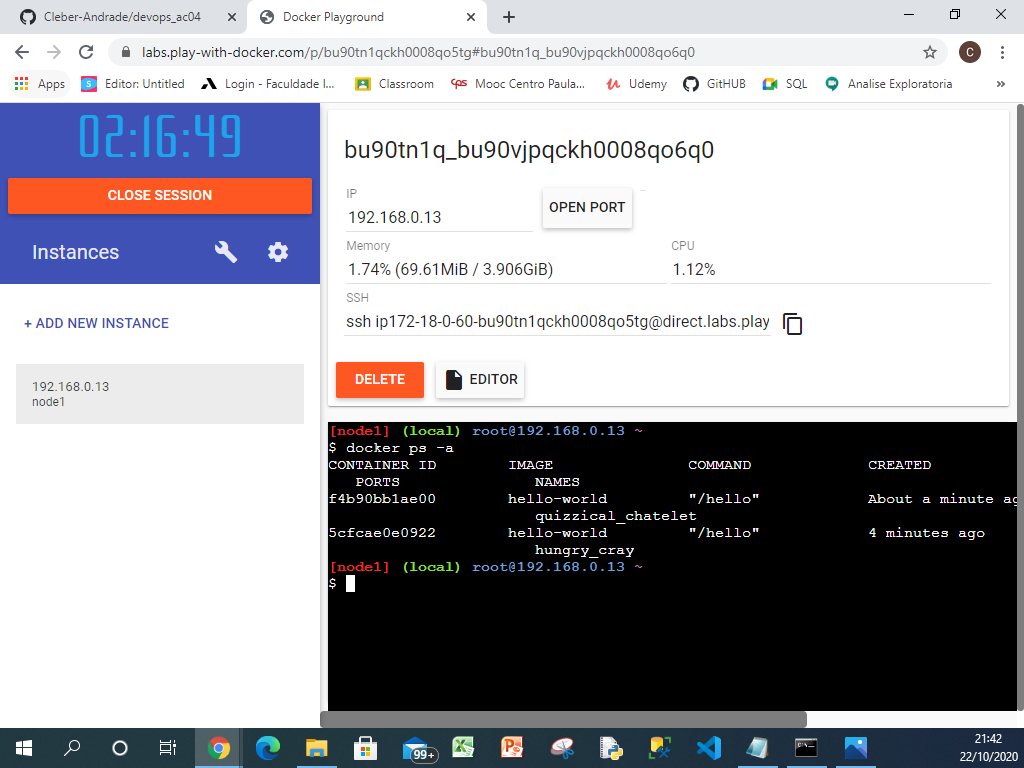 Cleber-Andrade/devops_ac04
Docker Playground
labs.play-with-docker.com/p/bu90tn1qckh0008qo5tg#bu90tn1q_bu90vjpqckh0008qo6q0
C
Apps
Editor: Untitled
Login - Faculdade I...
Classroom
Mooc Centro Paula...
Udemy
GitHUB
SQL
Analise Exploratoria
»
02:16:49
CLOSE SESSION
Instances
+ ADD NEW INSTANCE
192.168.0.13
node1
bu90tn1q_bu90vjpqckh0008qo6q0
IP
192.168.0.13
OPEN PORT
Memory
1.74% (69.61MiB / 3.906GiB)
CPU
1.12%
SSH
ssh ip172-18-0-60-bu90tn1qckh0008qo5tg@direct.labs.play
DELETE
EDITOR
[node1] (local) root@192.168.0.13 ~
$ docker ps -a
CONTAINER ID IMAGE COMMAND CREATED
PORTS NAMES
f4b90bb1ae00 hello-world "/hello" About a minute ag
quizzical_chatelet
5cfcae0e0922 hello-world "/hello" 4 minutes ago
hungry_cray
[node1] (local) root@192.168.0.13 ~
$
99+
21:42
22/10/2020